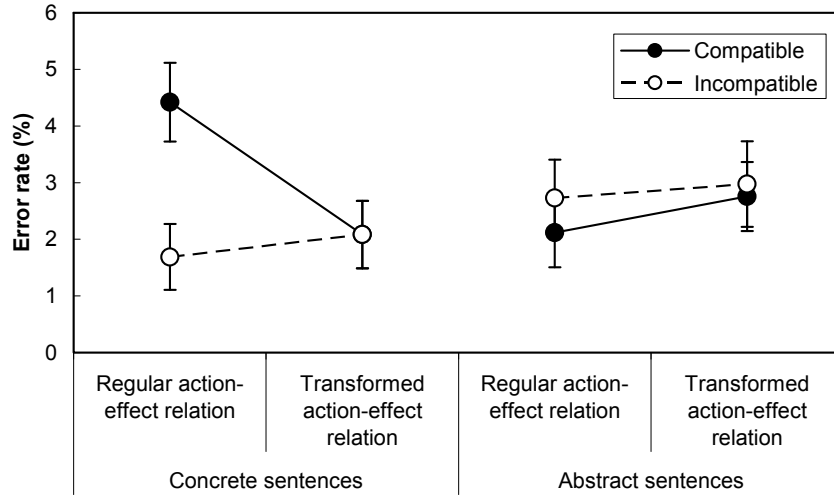 6
5
4
3
2
1
0
Error rate (%)
Compatible
Incompatible
Regular action-
effect relation
Transformed
action-effect
relation
Regular action-
effect relation
Transformed
action-effect
relation
Concrete sentences
Abstract sentences